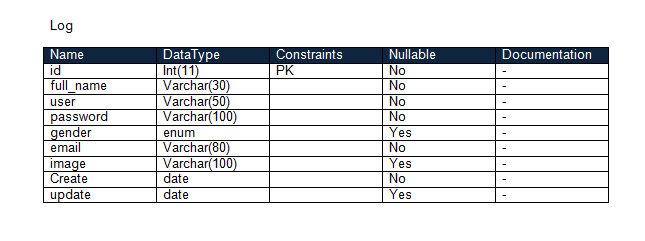 Log
Name DataType Constraints Nullable Documentation
id Int(11) PK No -
full_name Varchar(30) No -
user Varchar(50) No -
password Varchar(100) No -
gender enum Yes -
email Varchar(80) No -
image Varchar(100) Yes -
Create date No -
update date Yes -